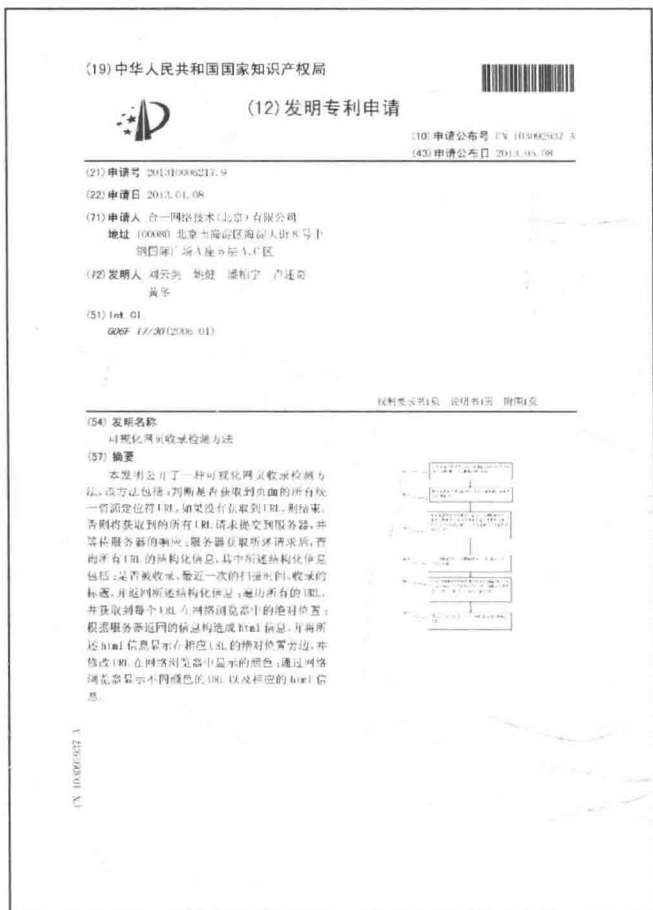 (19)中华人民共和国国家知识产权局
(12)发明专利申请
(10)申请公布号 CN 103092937 A
(43)申请公布日 2013.05.08
(21)申请号 201310006217.9
(22)申请日 2013.01.08
(71)申请人 合一网络技术(北京)有限公司
地址 100080 北京市海淀区海淀大街8号中
钢国际广场A座5层A、C区
(72)发明人 刘云剑 姚健 潘柏宇 卢述奇
黄冬
(51)Int. Cl.
G06F 17/30(2006.01)
权利要求书1页 说明书4页 附图1页
(54)发明名称
可视化网页收录检测方法
(57)摘要
本发明公开了一种可视化网页收录检测方
法,该方法包括:判断是否获取到页面的所有统
一资源定位符URL,如果没有获取到URL,则结束,
否则将获取到的所有URL请求提交到服务器,并
等待服务器的响应;服务器获取所述请求后,查
询所有URL的结构化信息,其中所述结构化信息
包括:是否被收录、最近一次的扫描时间、收录的
标题,并返回所述结构化信息;遍历所有的URL,
并获取到每个URL在网络浏览器中的绝对位置;
根据服务器返回的信息构造成html信息,并将所
述html信息显示在相应URL的绝对位置旁边,并
修改URL在网络浏览器中显示的颜色;通过网络
浏览器显示不同颜色的URL以及相应的html信
息。
CN 103092937 A